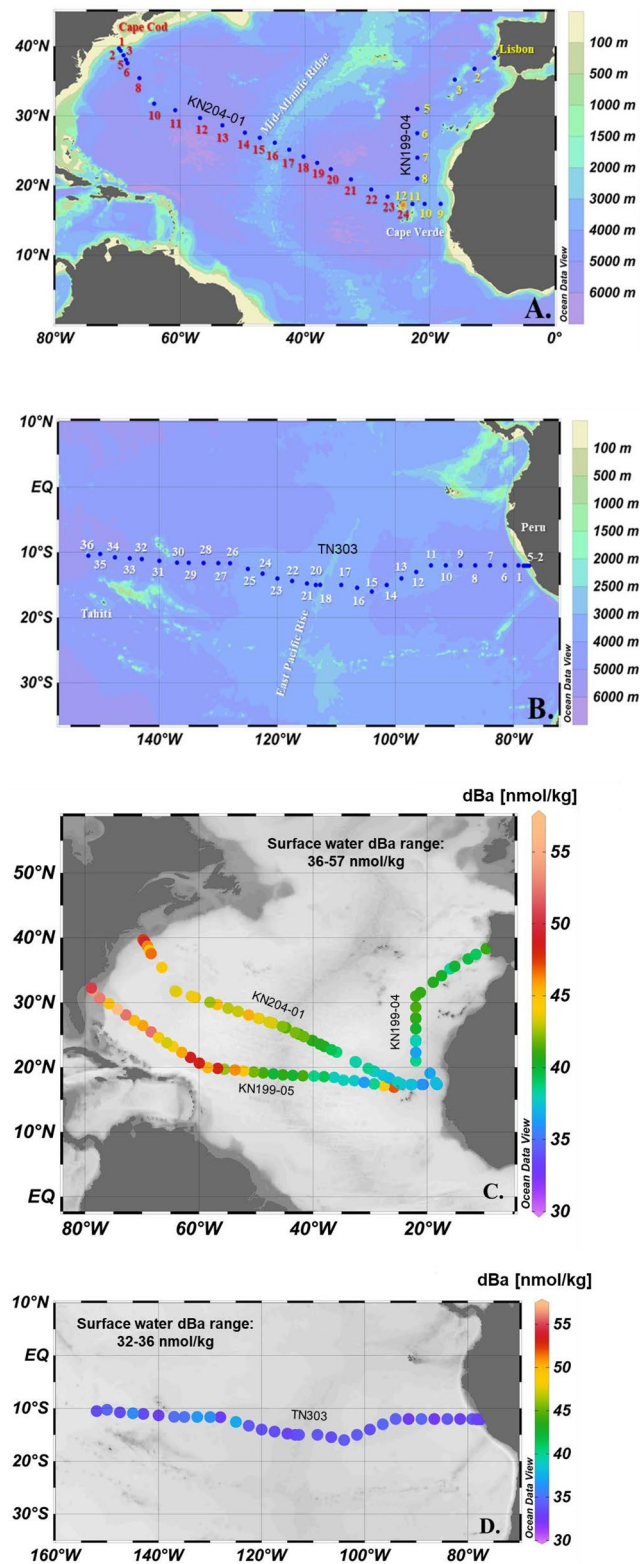 Cape Cod
1
2
3
5
6
8
10
11
12
13
14
15
16
17
18
19
20
21
22
23
24
KN204-01
Mid-Atlantic Ridge
Lisbon
2
3
5
6
7
8
9
10
11
12
KN199-04
Cape Verde
40°N
30°N
20°N
10°N
80°W
60°W
40°W
20°W
0°
A.
Ocean Data View
100 m
500 m
1000 m
1500 m
2000 m
3000 m
4000 m
5000 m
6000 m
10°N
EQ
10°S
20°S
30°S
36
35
34
33
32
31
30
29
28
27
26
25
24
23
22
21
20
18
17
16
15
14
13
12
11
10
9
8
7
6
1
5-2
TN303
Peru
Tahiti
East Pacific Rise
140°W
120°W
100°W
80°W
B.
Ocean Data View
100 m
500 m
1000 m
1500 m
2000 m
3000 m
4000 m
5000 m
6000 m
dBa [nmol/kg]
Surface water dBa range:
36-57 nmol/kg
50°N
40°N
30°N
20°N
10°N
EQ
KN204-01
KN199-04
KN199-05
80°W
60°W
40°W
20°W
C.
Ocean Data View
55
50
45
40
35
30
dBa [nmol/kg]
Surface water dBa range:
32-36 nmol/kg
10°N
EQ
10°S
20°S
30°S
TN303
160°W
140°W
120°W
100°W
80°W
D.
Ocean Data View
55
50
45
40
35
30